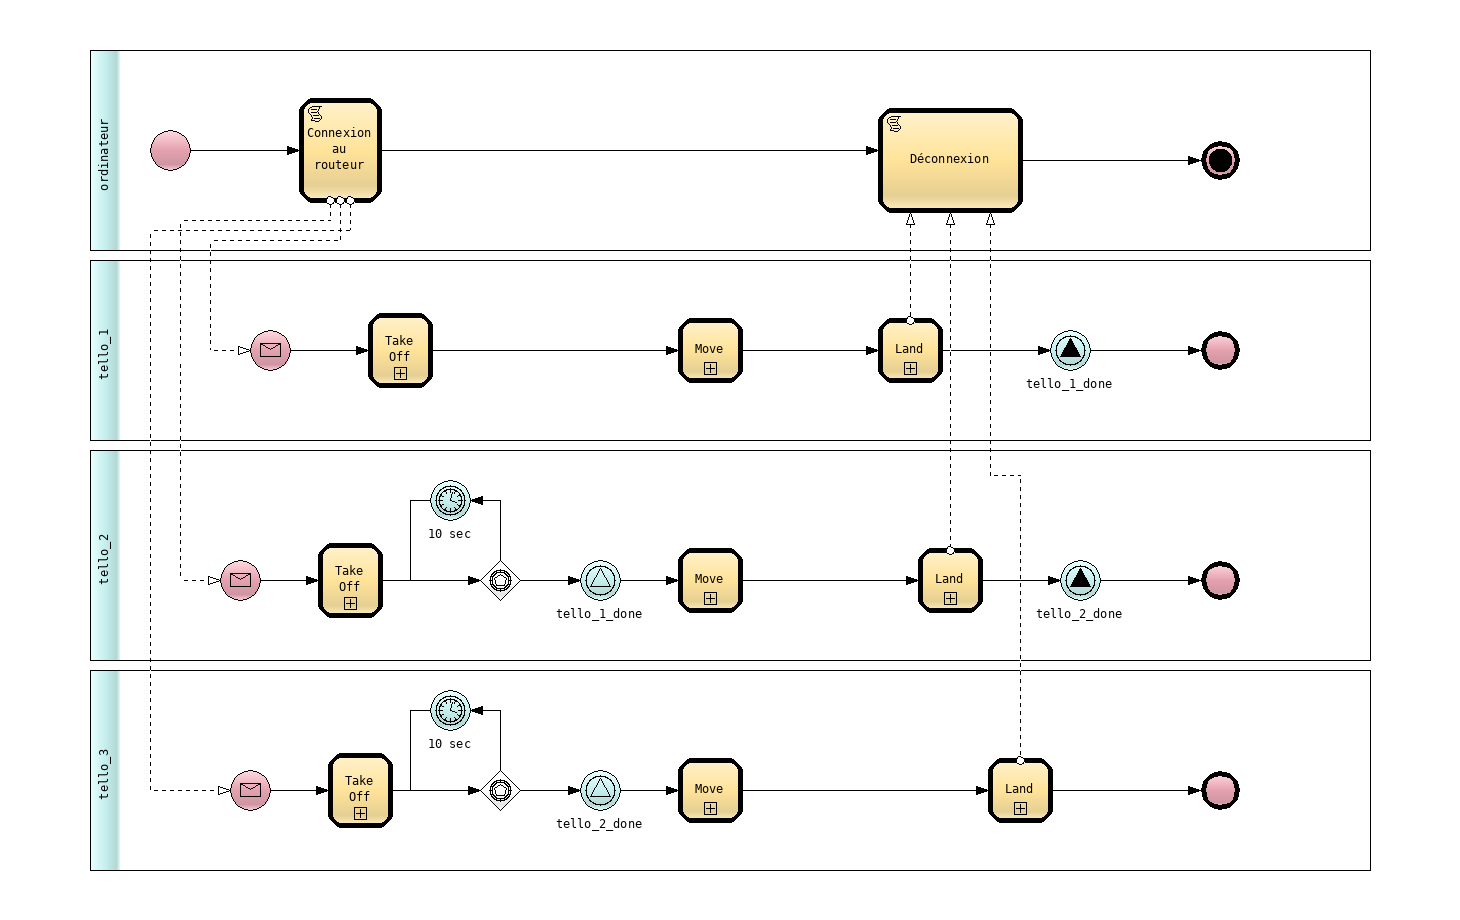 ordinateur
Connexion
au
routeur
Déconnexion
tello_1
Take
Off
Move
Land
tello_1_done
tello_2
10 sec
Take
Off
tello_1_done
Move
Land
tello_2_done
tello_3
10 sec
Take
Off
tello_2_done
Move
Land